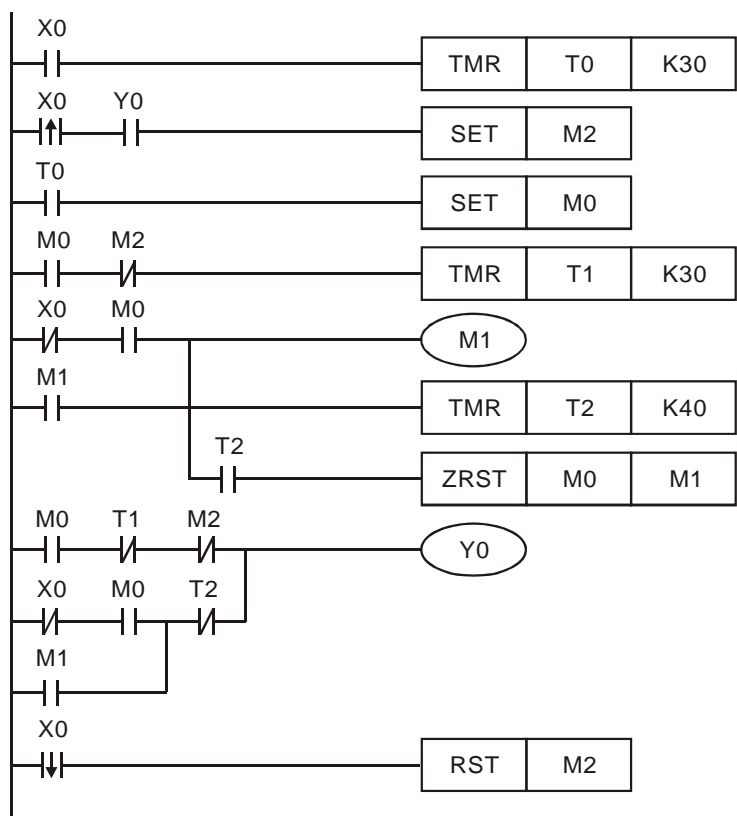 X0
TMR T0 K30
X0 Y0
SET M2
T0
SET M0
M0 M2
TMR T1 K30
X0 M0
M1
M1
TMR T2 K40
T2
ZRST M0 M1
M0 T1 M2
Y0
X0 M0 T2
M1
X0
RST M2